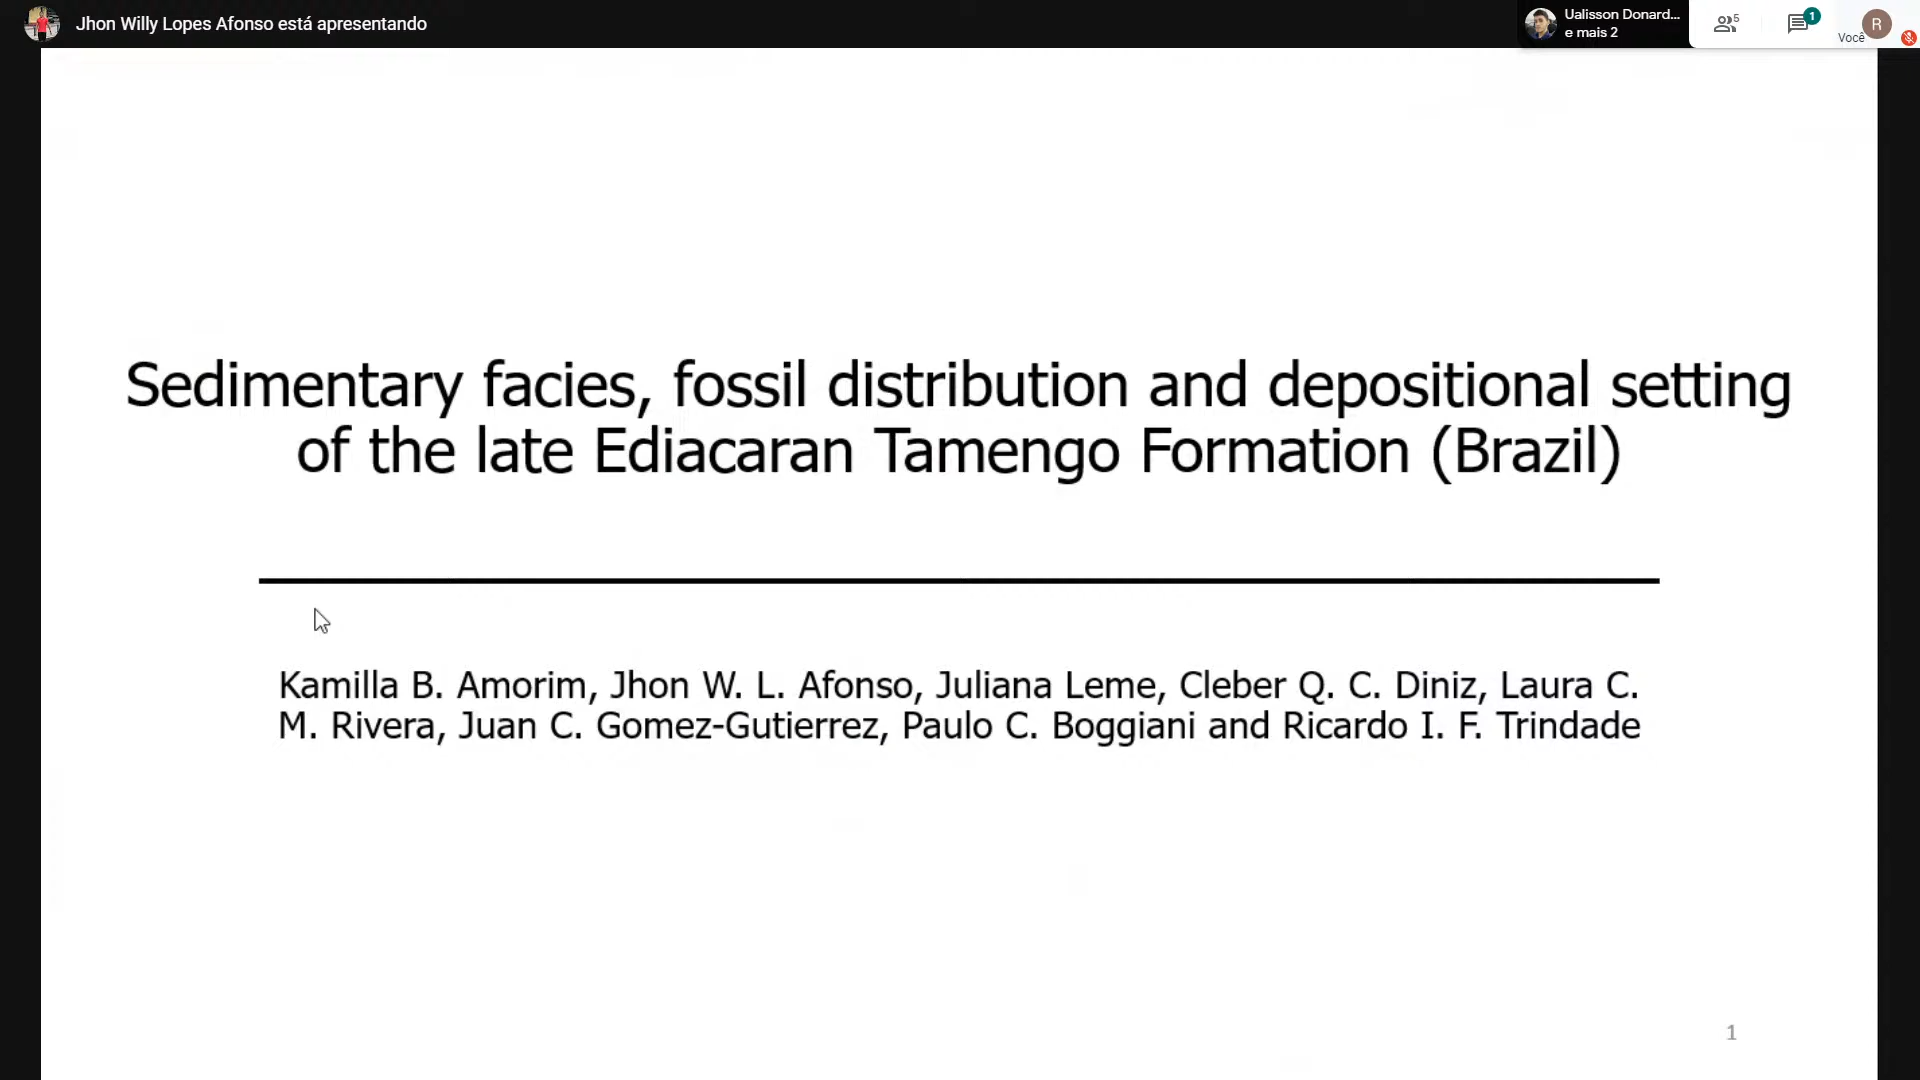 Jhon Willy Lopes Afonso está apresentando
Ualisson Donard...
e mais 2
5
1
Você
R
Sedimentary facies, fossil distribution and depositional setting
of the late Ediacaran Tamengo Formation (Brazil)
Kamilla B. Amorim, Jhon W. L. Afonso, Juliana Leme, Cleber Q. C. Diniz, Laura C.
M. Rivera, Juan C. Gomez-Gutierrez, Paulo C. Boggiani and Ricardo I. F. Trindade
1